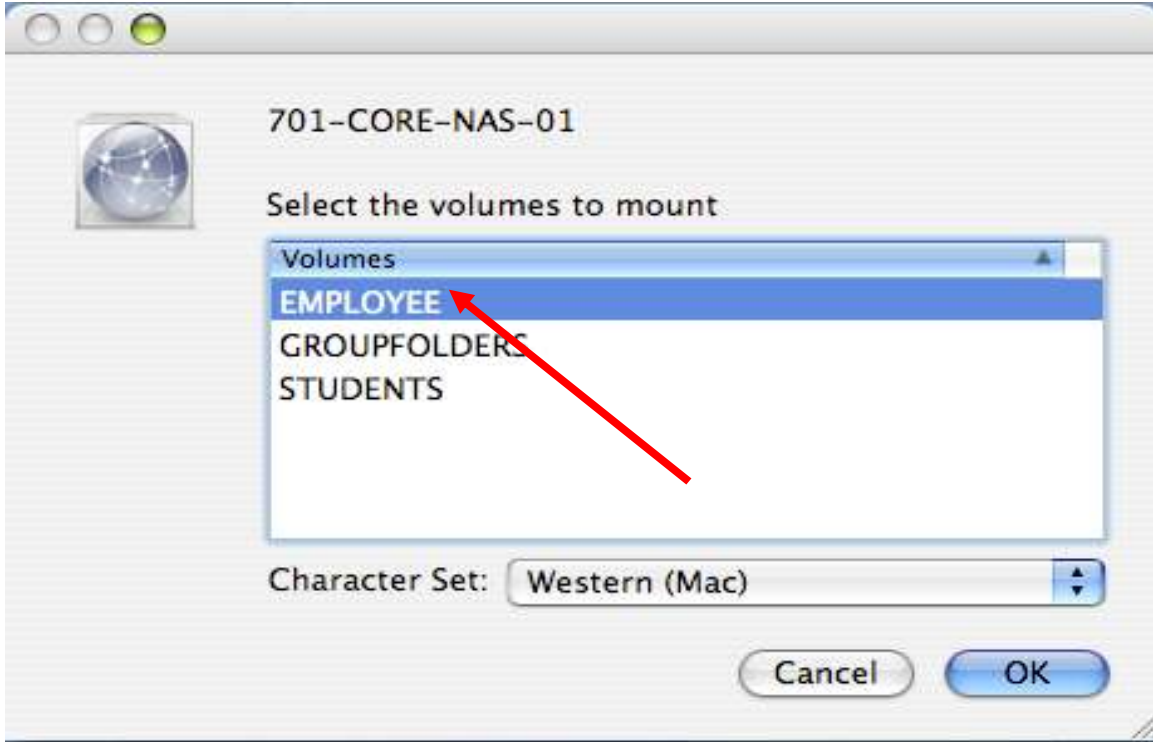 701-CORE-NAS-01
Select the volumes to mount
Volumes
EMPLOYEE
GROUPFOLDERS
STUDENTS
Character Set: Western (Mac)
Cancel OK